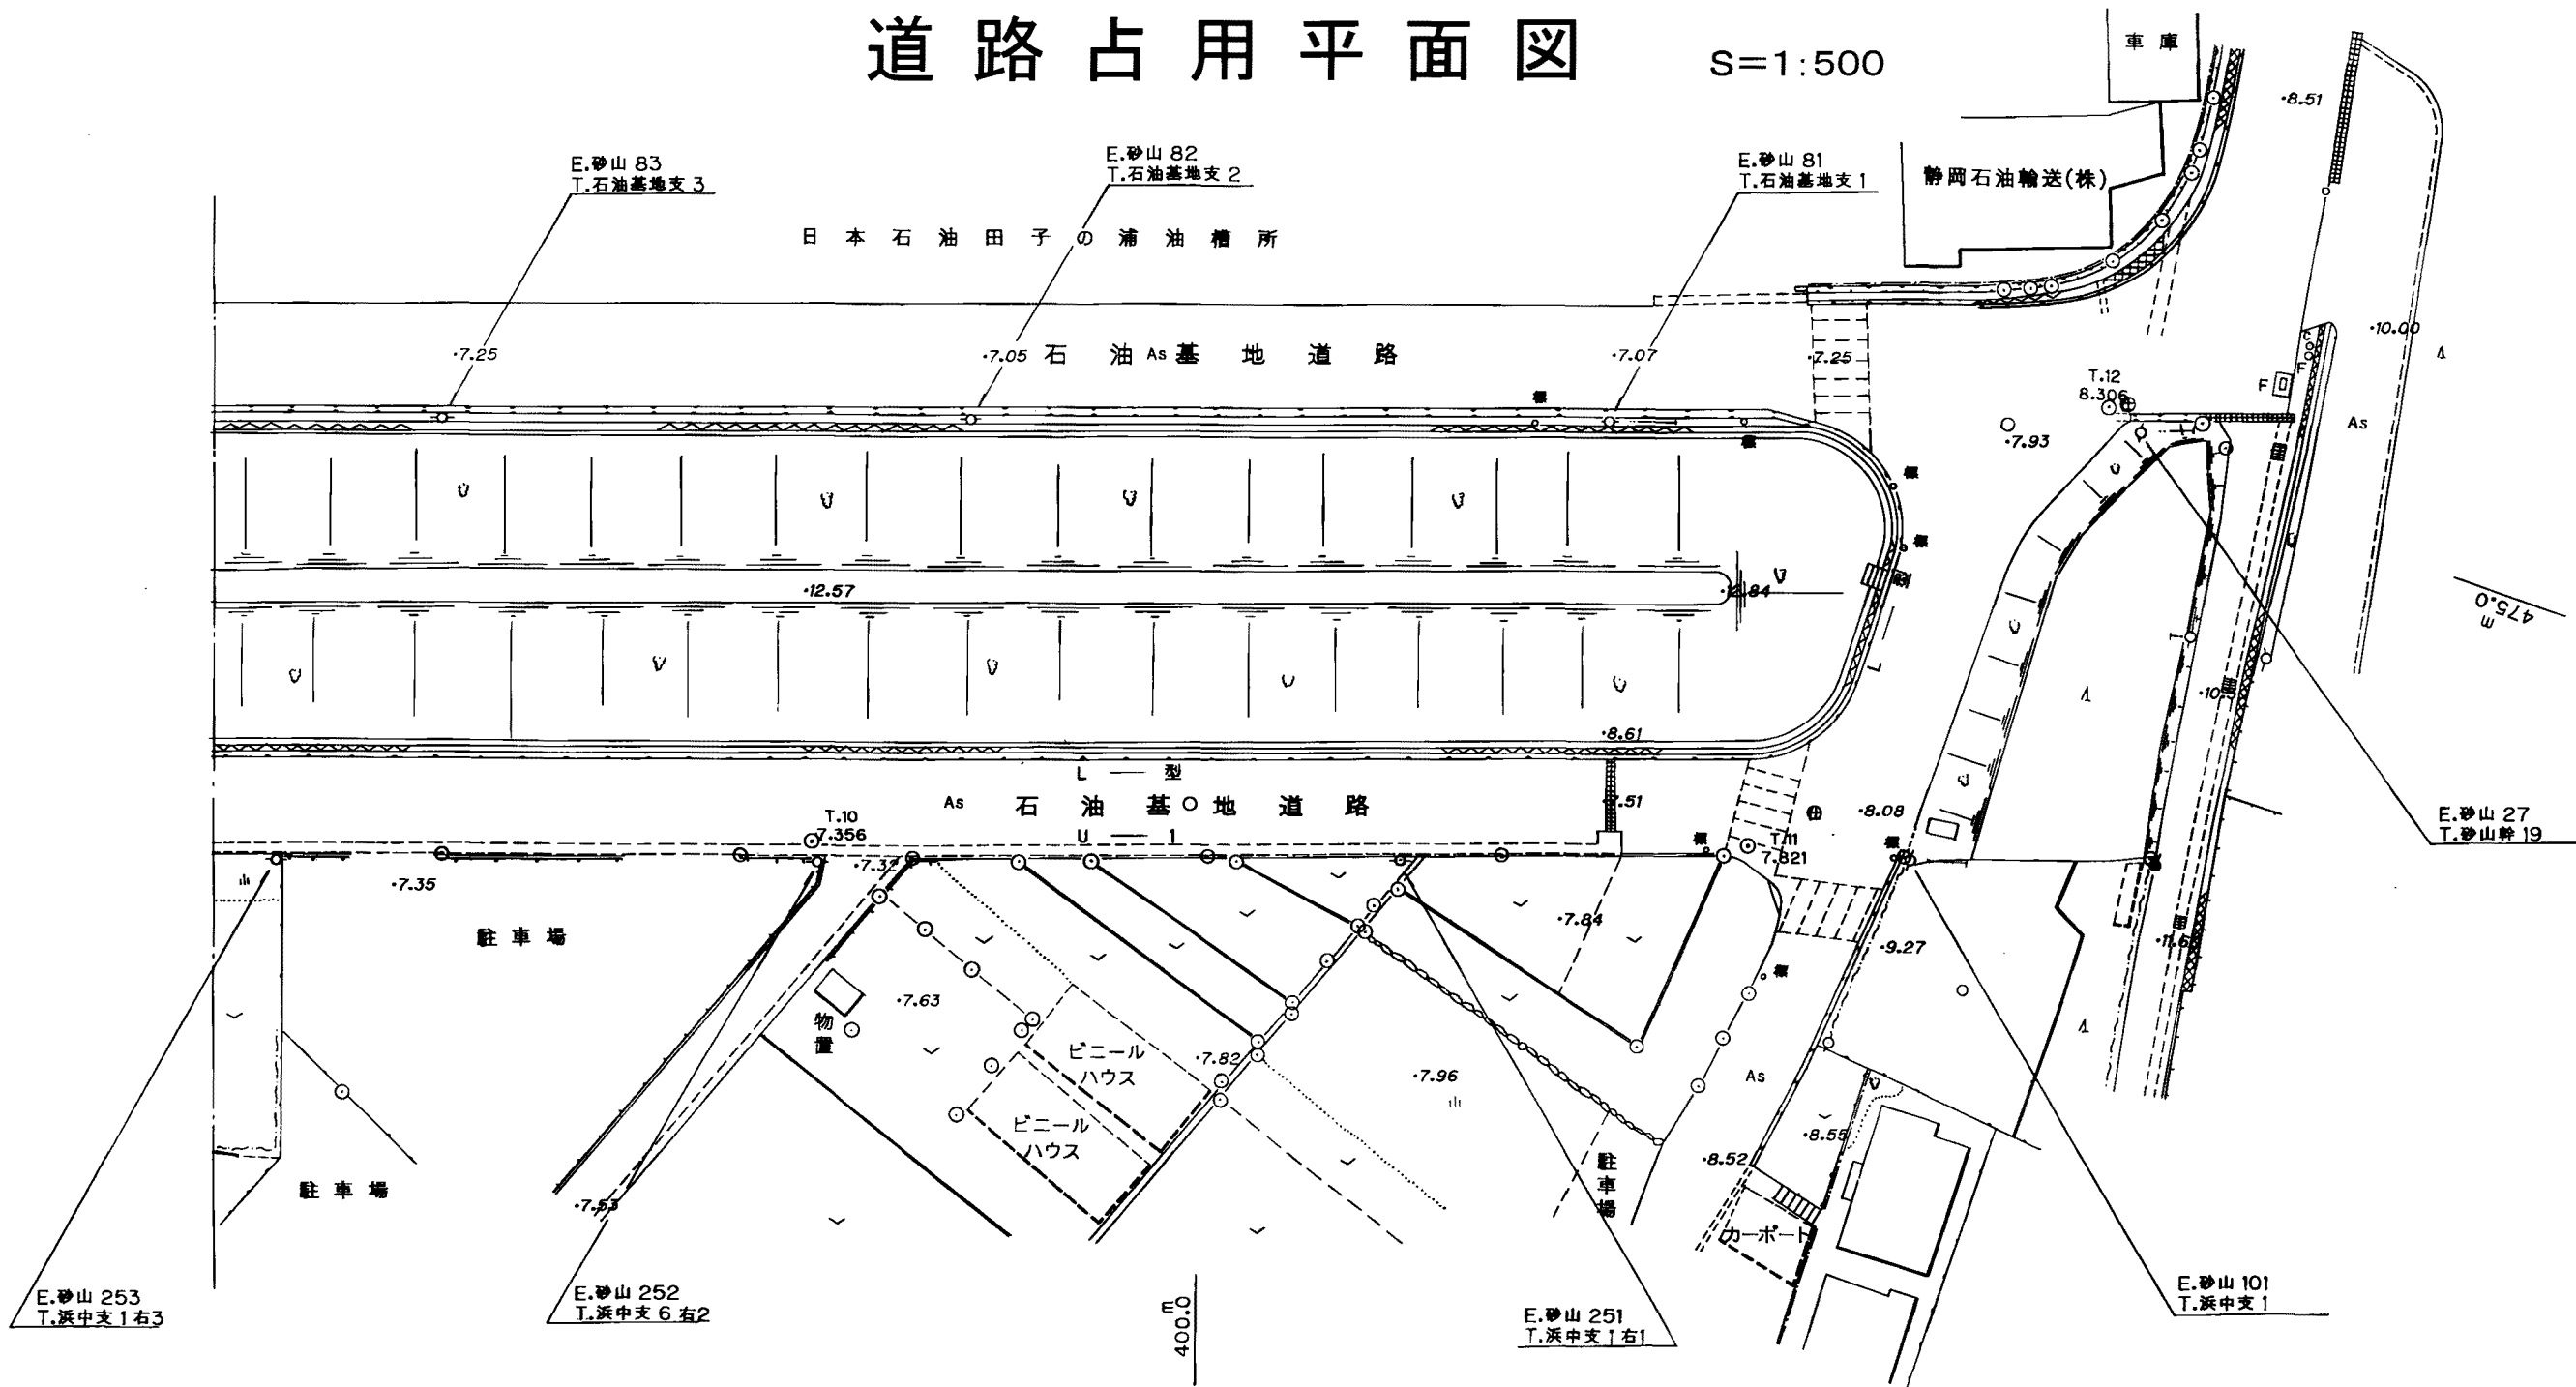 道路占用平面図
S=1:500
車庫
·8.51
E.砂山 83
T.石油基地支 3
E.砂山 82
T.石油基地支 2
E.砂山 81
T.石油基地支 1
静岡石油輸送(株)
日本石油田子の浦油槽所
·7.25
·7.05
石油 As 基地道路
·7.07
·7.25
·10.00
T.12
8.306
F
F
As
標
標
·7.93
標
標
·12.57
·12.84
型
L
475.0
m
·8.61
L — 型
As
石油基地道路
·7.51
U — 1
T.10
7.356
·8.08
T.11
7.821
標
標
E.砂山 27
T.砂山幹 19
·7.35
·7.32
·7.84
駐車場
·9.27
標
·7.63
物置
ビニール
ハウス
·7.82
·7.96
As
ビニール
ハウス
·8.55
·8.52
駐車場
駐車場
·7.53
カーポート
E.砂山 253
T.浜中支 1 右3
E.砂山 252
T.浜中支 6 右2
400.0
m
E.砂山 251
T.浜中支 1 右1
E.砂山 101
T.浜中支 1